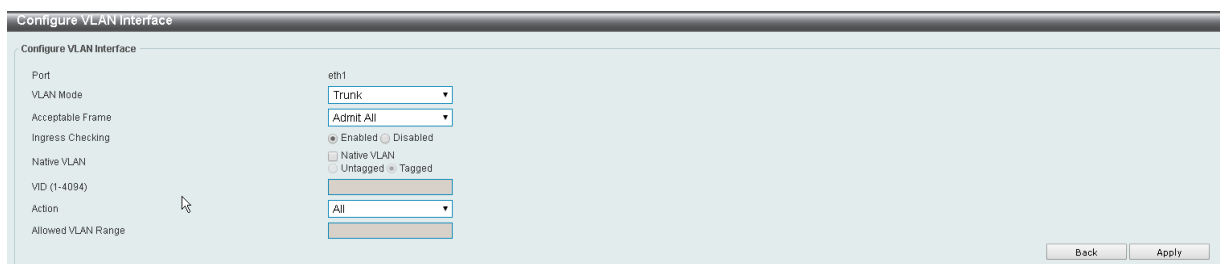 Configure VLAN Interface
Configure VLAN Interface
Port eth1
VLAN Mode Trunk
Acceptable Frame Admit All
Ingress Checking Enabled Disabled
Native VLAN Native VLAN
Untagged Tagged
VID (1-4094)
Action All
Allowed VLAN Range
Back Apply